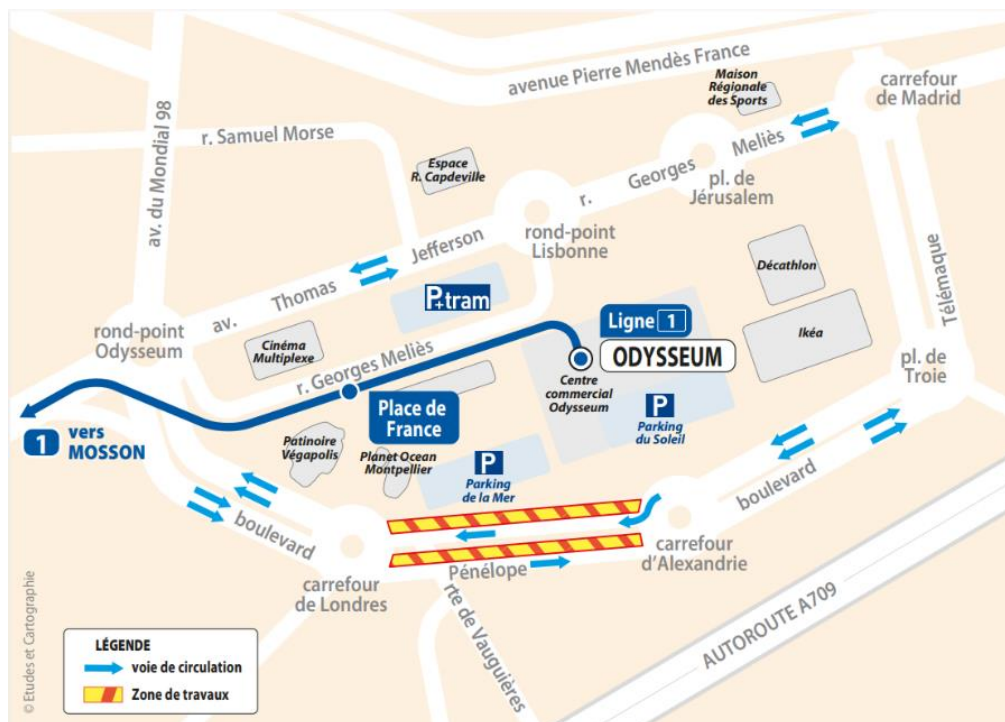 avenue Pierre Mendès France
Maison
Régionale
des Sports
carrefour
de Madrid
r. Samuel Morse
av. du Mondial 98
Espace
R. Capdeville
r. Georges Meliès
pl. de
Jérusalem
rond-point
Lisbonne
av. Thomas Jefferson
P+tram
Décathlon
Télémaque
rond-point
Odysseum
Cinéma
Multiplexe
r. Georges Meliès
Ligne 1
ODYSSEUM
Ikéa
Centre
commercial
Odysseum
pl. de
Troie
1 vers
MOSSON
Place de
France
P
Parking
du Soleil
Patinoire
Végapolis
Planet Ocean
Montpellier
P
Parking
de la Mer
boulevard
boulevard
carrefour
de Londres
Pénélope
carrefour
d'Alexandrie
rte de Vauguières
AUTOROUTE A709
© Etudes et Cartographie
LÉGENDE
voie de circulation
Zone de travaux